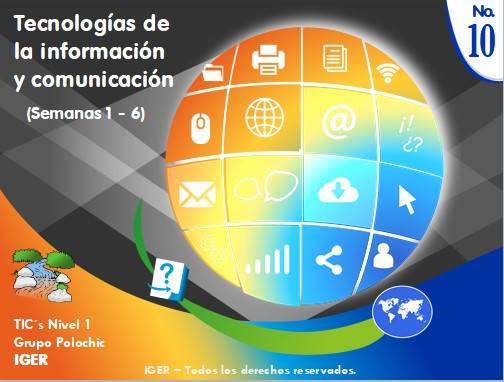 Tecnologías de
la información
y comunicación
(Semanas 1 - 6)
No.
10
@
¡!
¿?
?
TIC´s Nivel 1
Grupo Polochic
IGER
IGER – Todos los derechos reservados.